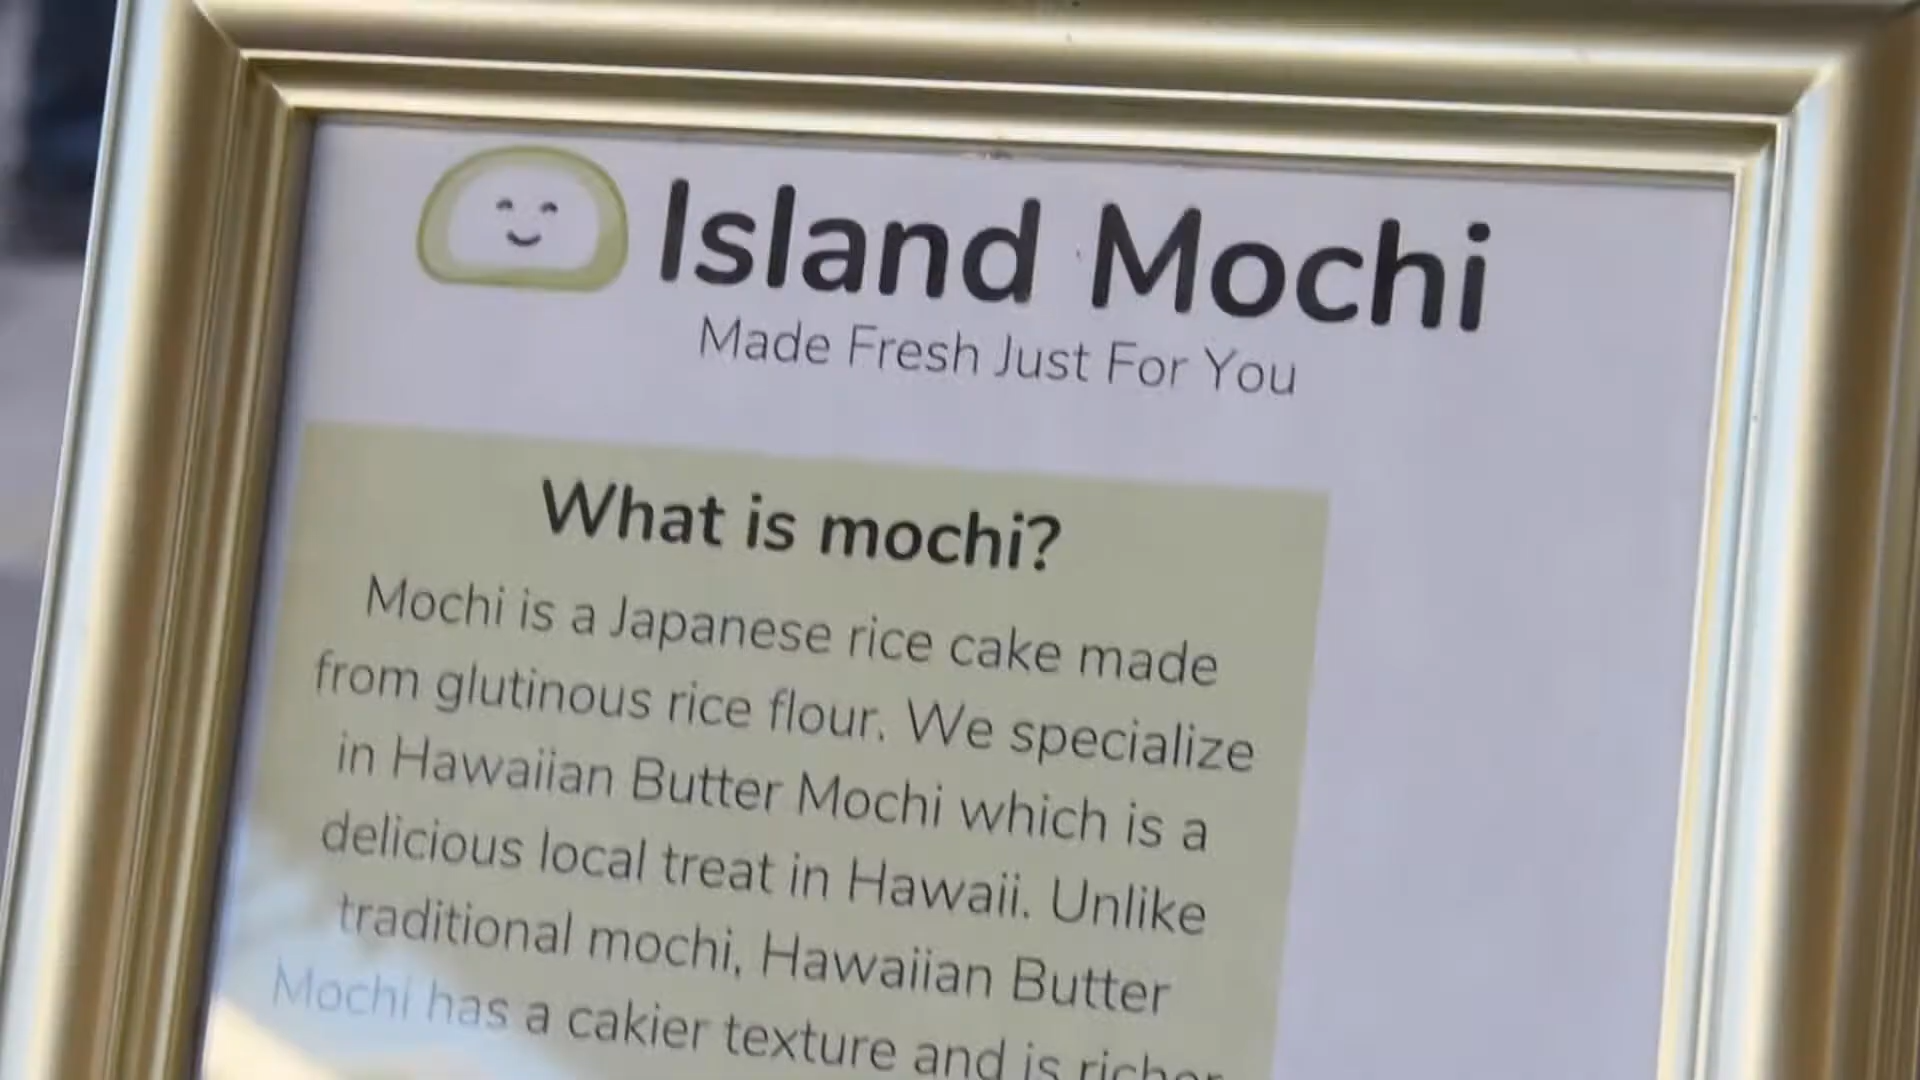 Island Mochi
Made Fresh Just For You
What is mochi?
Mochi is a Japanese rice cake made
from glutinous rice flour. We specialize
in Hawaiian Butter Mochi which is a
delicious local treat in Hawaii. Unlike
traditional mochi, Hawaiian Butter
Mochi has a cakier texture and is richer